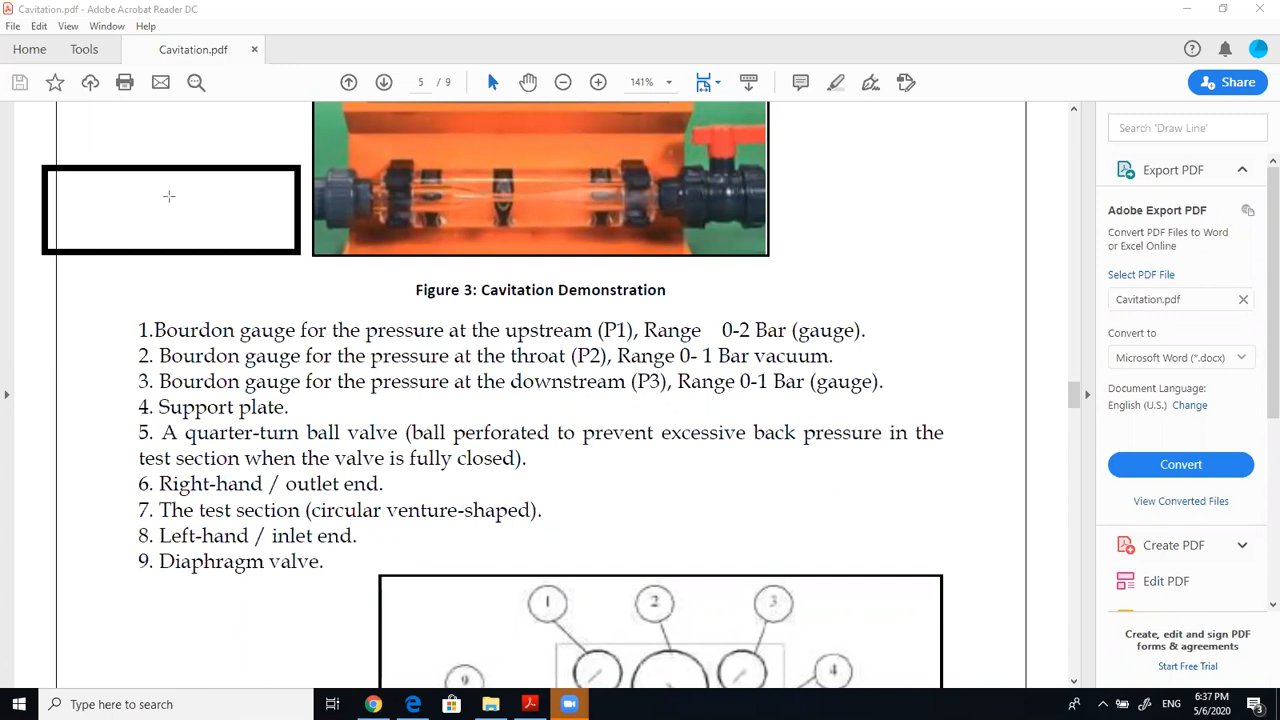 Cavitation.pdf - Adobe Acrobat Reader DC
File Edit View Window Help
Home Tools Cavitation.pdf
5 / 9 141% Share
Search 'Draw Line'
Export PDF
Adobe Export PDF
Convert PDF Files to Word
or Excel Online
Select PDF File
Cavitation.pdf
Convert to
Microsoft Word (*.docx)
Document Language:
English (U.S.) Change
Convert
View Converted Files
Create PDF
Edit PDF
Create, edit and sign PDF
forms & agreements
Start Free Trial
Figure 3: Cavitation Demonstration
1.Bourdon gauge for the pressure at the upstream (P1), Range 0-2 Bar (gauge).
2. Bourdon gauge for the pressure at the throat (P2), Range 0- 1 Bar vacuum.
3. Bourdon gauge for the pressure at the downstream (P3), Range 0-1 Bar (gauge).
4. Support plate.
5. A quarter-turn ball valve (ball perforated to prevent excessive back pressure in the
test section when the valve is fully closed).
6. Right-hand / outlet end.
7. The test section (circular venture-shaped).
8. Left-hand / inlet end.
9. Diaphragm valve.
1 2 3
9 4
Type here to search
ENG
6:37 PM
5/6/2020
3